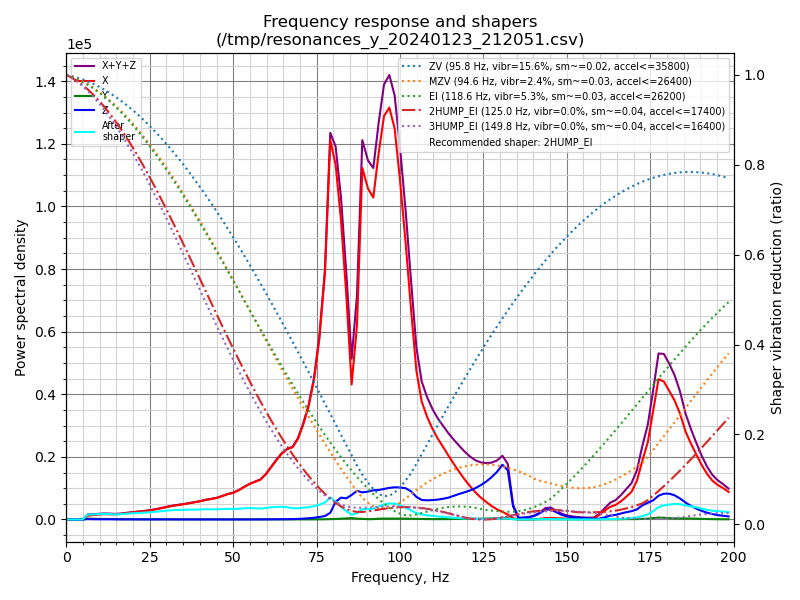 Frequency response and shapers
(/tmp/resonances_y_20240123_212051.csv)
1e5
X+Y+Z
X
Y
Z
After
shaper
ZV (95.8 Hz, vibr=15.6%, sm~=0.02, accel<=35800)
MZV (94.6 Hz, vibr=2.4%, sm~=0.03, accel<=26400)
EI (118.6 Hz, vibr=5.3%, sm~=0.03, accel<=26200)
2HUMP_EI (125.0 Hz, vibr=0.0%, sm~=0.04, accel<=17400)
3HUMP_EI (149.8 Hz, vibr=0.0%, sm~=0.04, accel<=16400)
Recommended shaper: 2HUMP_EI
Power spectral density
1.4
1.2
1.0
0.8
0.6
0.4
0.2
0.0
Shaper vibration reduction (ratio)
1.0
0.8
0.6
0.4
0.2
0.0
0
25
50
75
100
125
150
175
200
Frequency, Hz